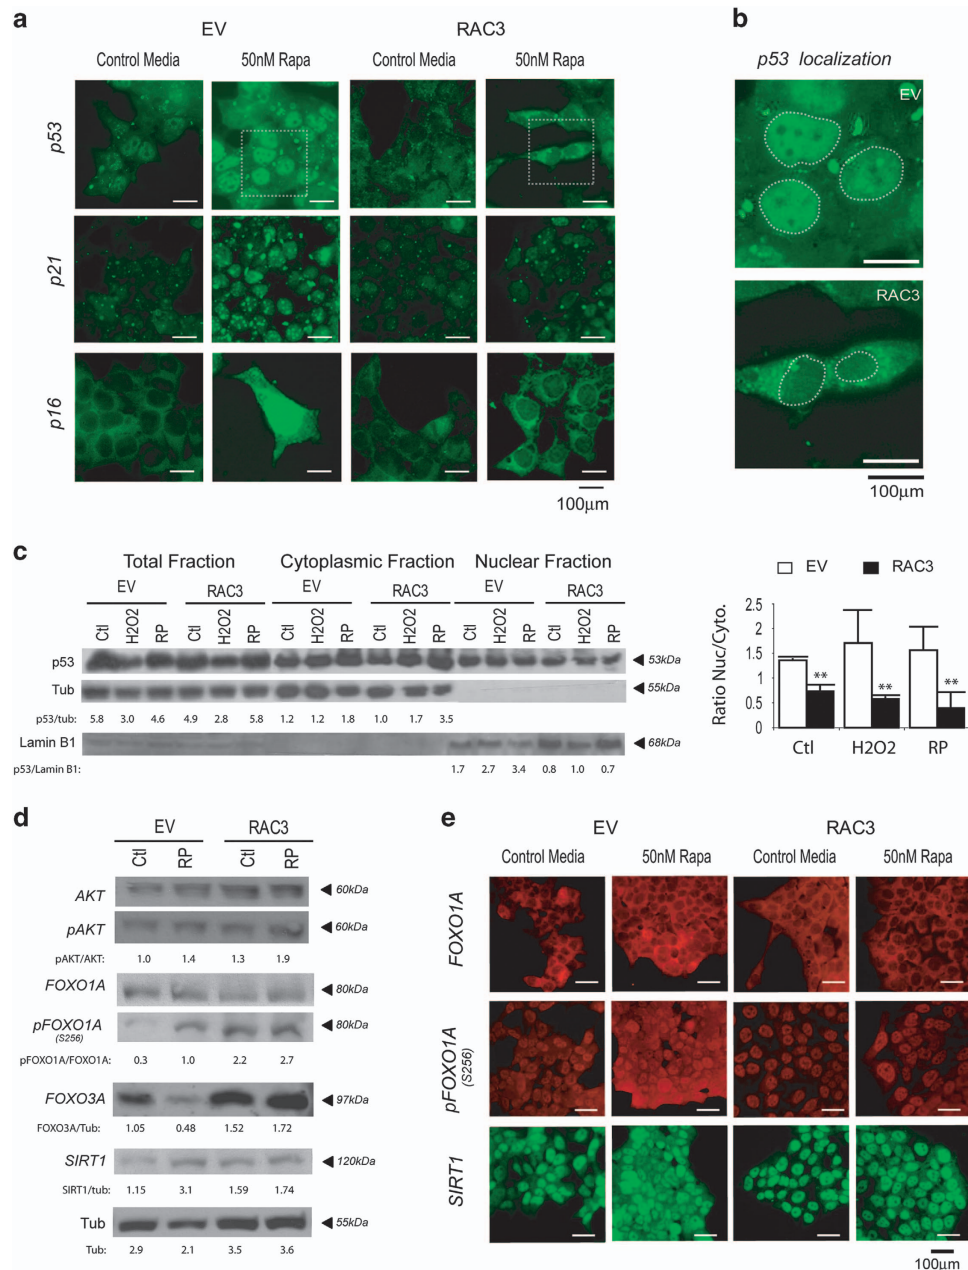 a
EV RAC3
Control Media 50nM Rapa Control Media 50nM Rapa
p53
p21
p16
100μm
b
p53 localization
EV
RAC3
100μm
c
Total Fraction Cytoplasmic Fraction Nuclear Fraction
EV RAC3 EV RAC3 EV RAC3
Ctl H2O2 RP Ctl H2O2 RP Ctl H2O2 RP Ctl H2O2 RP Ctl H2O2 RP Ctl H2O2 RP
p53 53kDa
Tub 55kDa
p53/tub: 5.8 3.0 4.6 4.9 2.8 5.8 1.2 1.2 1.8 1.0 1.7 3.5
Lamin B1 68kDa
p53/Lamin B1: 1.7 2.7 3.4 0.8 1.0 0.7
EV RAC3
Ratio Nuc/Cyto.
2.5
2
1.5
1
0.5
0
** ** **
Ctl H2O2 RP
d
EV RAC3
Ctl RP Ctl RP
AKT 60kDa
pAKT 60kDa
pAKT/AKT: 1.0 1.4 1.3 1.9
FOXO1A 80kDa
pFOXO1A 80kDa
(S256)
pFOXO1A/FOXO1A: 0.3 1.0 2.2 2.7
FOXO3A 97kDa
FOXO3A/Tub: 1.05 0.48 1.52 1.72
SIRT1 120kDa
SIRT1/tub: 1.15 3.1 1.59 1.74
Tub 55kDa
Tub: 2.9 2.1 3.5 3.6
e
EV RAC3
Control Media 50nM Rapa Control Media 50nM Rapa
FOXO1A
pFOXO1A
(S256)
SIRT1
100μm